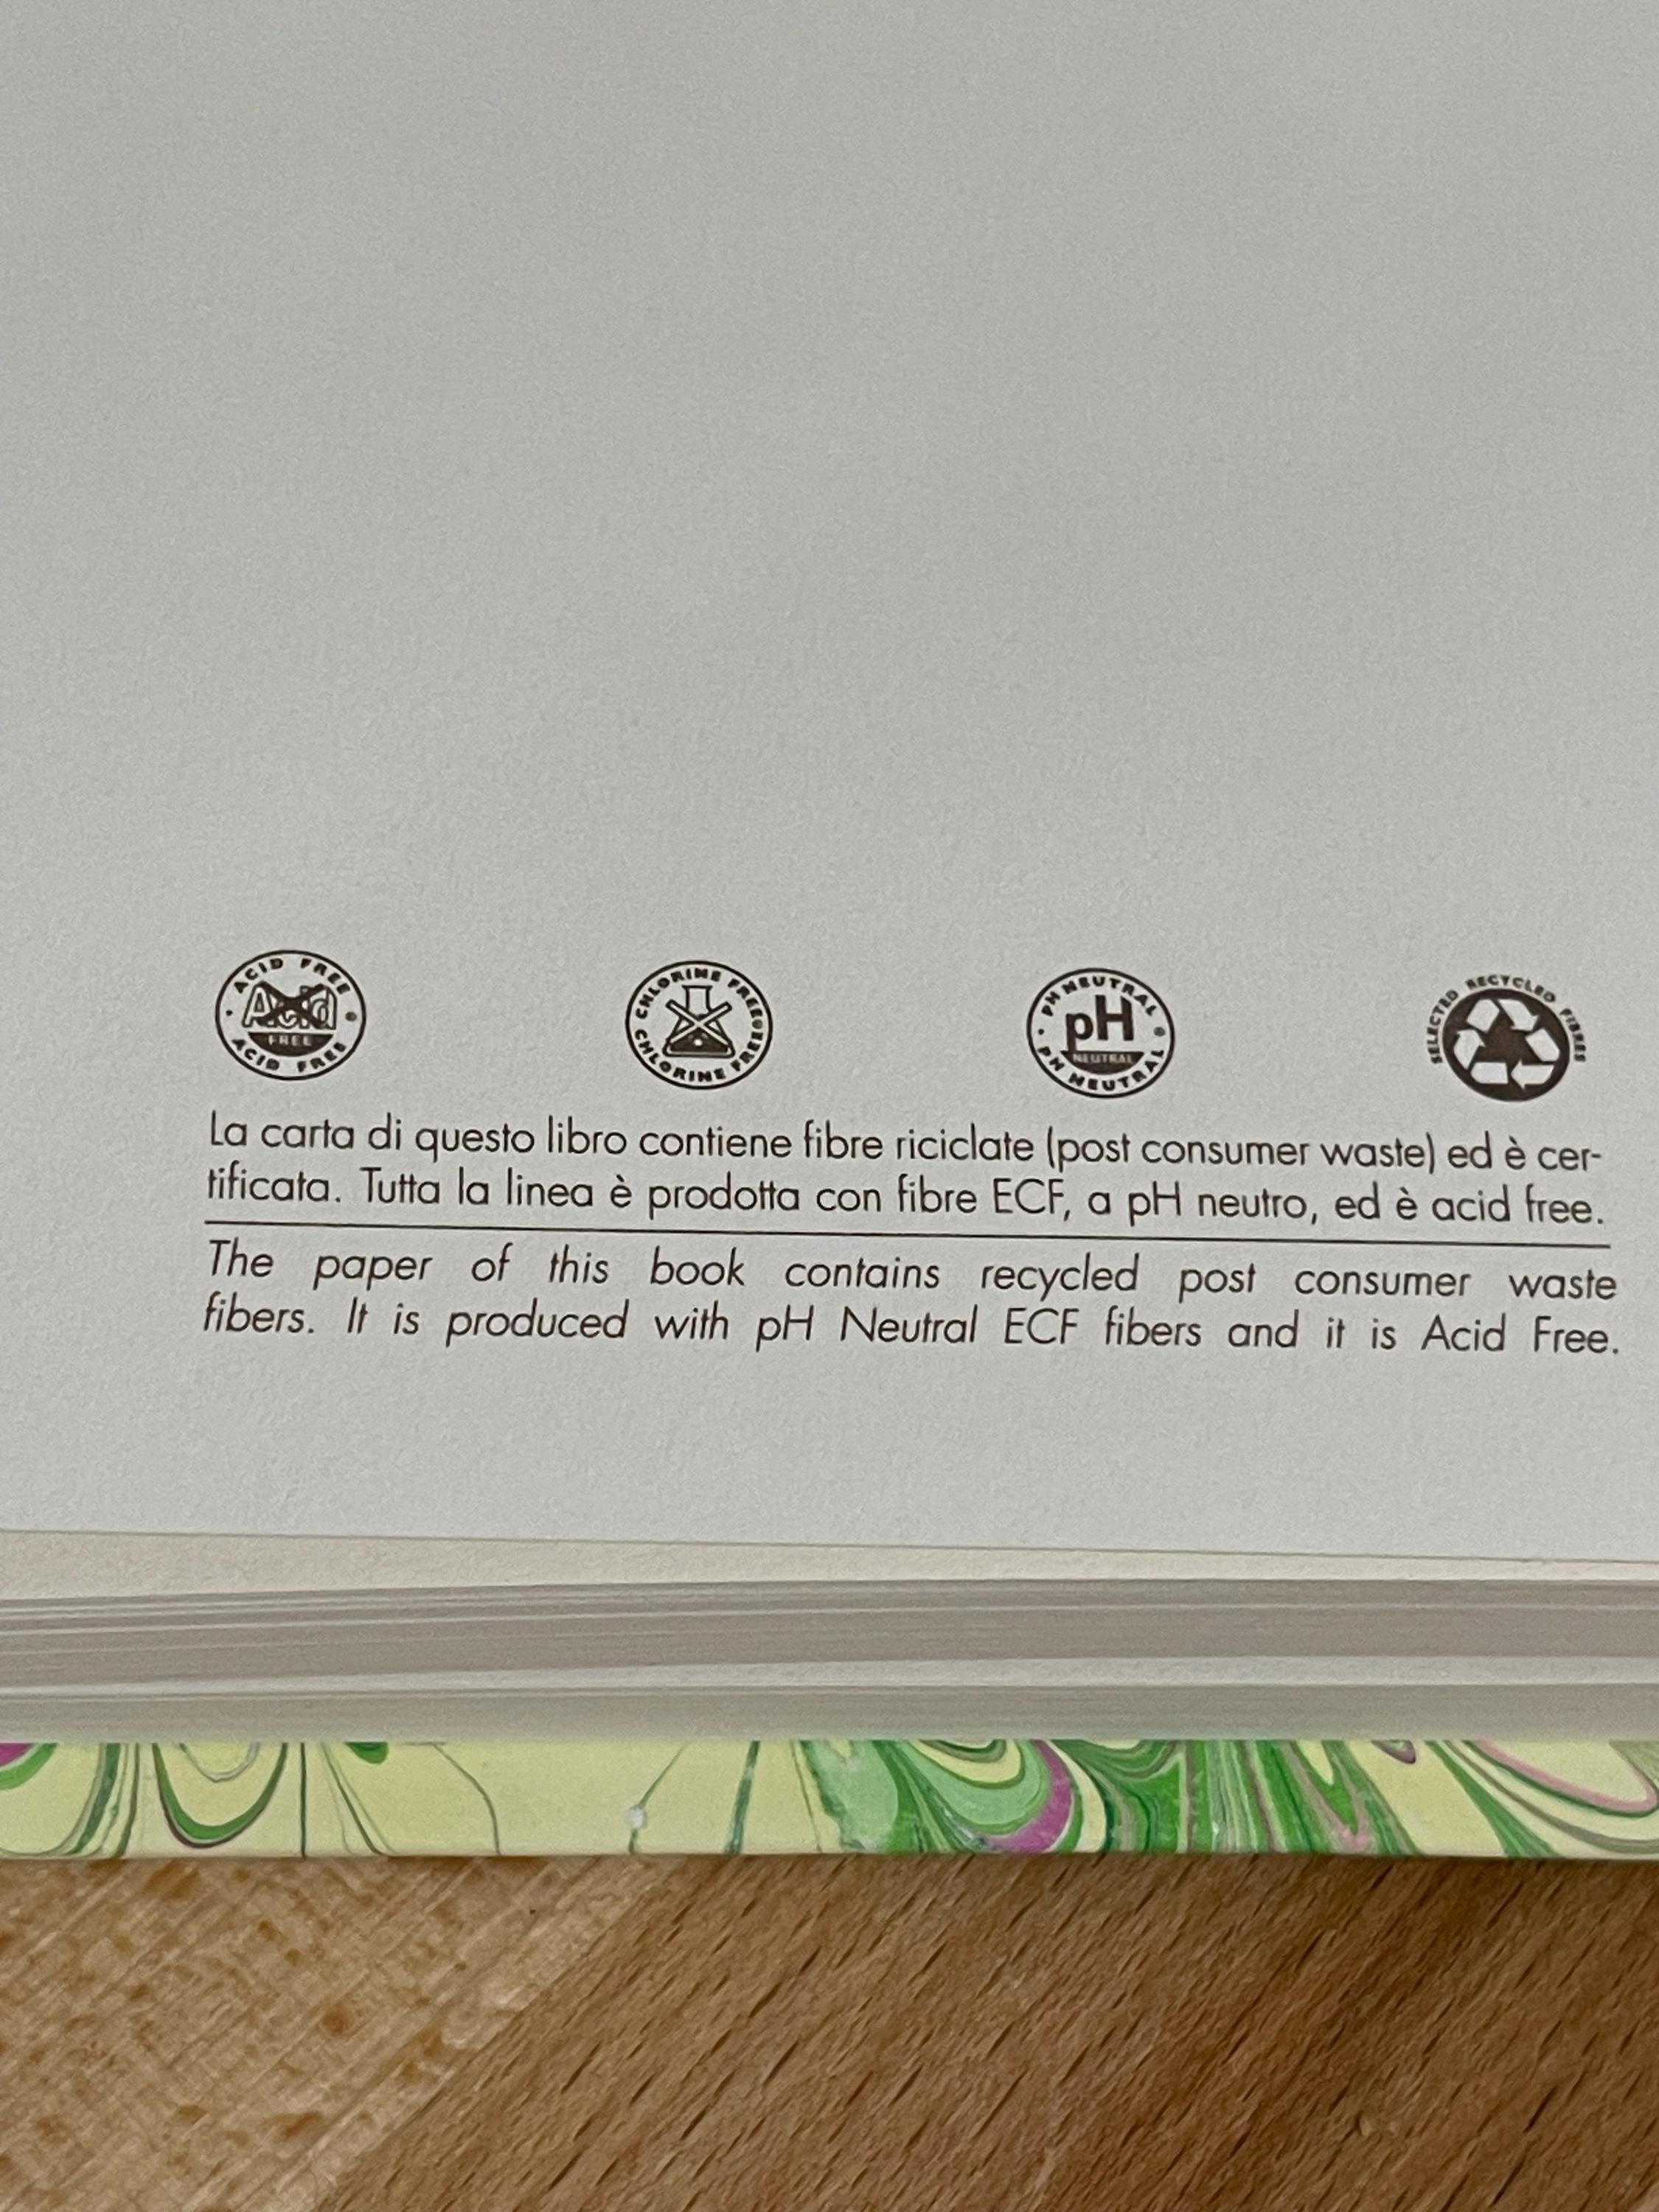 ACID FREE Acid FREE ACID FREE
CHLORINE FREE CHLORINE FREE
PH NEUTRAL pH NEUTRAL PH NEUTRAL
SELECTED RECYCLED FIBRES
La carta di questo libro contiene fibre riciclate (post consumer waste) ed è cer-
tificata. Tutta la linea è prodotta con fibre ECF, a pH neutro, ed è acid free.
The paper of this book contains recycled post consumer waste
fibers. It is produced with pH Neutral ECF fibers and it is Acid Free.